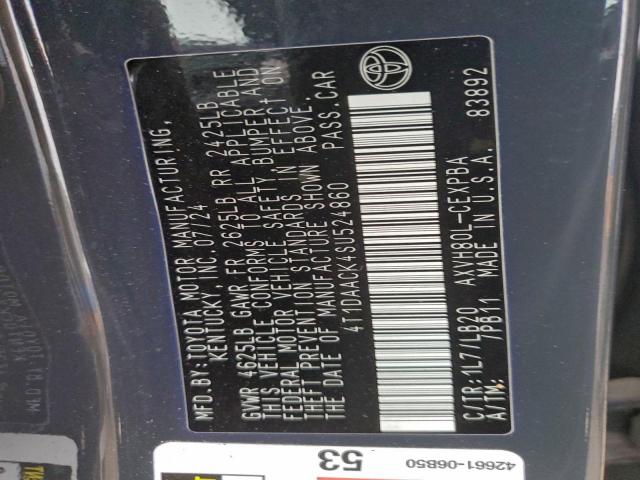 MFD.BY:TOYOTA MOTOR MANUFACTURING,
KENTUCKY, INC. 07/24
GVWR 4625LB GAWR FR 2625LB RR 2425LB
THIS VEHICLE CONFORMS TO ALL APPLICABLE
FEDERAL MOTOR VEHICLE SAFETY BUMPER, AND
THEFT PREVENTION STANDARDS IN EFFECT ON
THE DATE OF MANUFACTURE SHOWN ABOVE.
4T1DAACK4SU524880 PASS.CAR
C/TR:1L7/LB20 AXVH80L-CEXPBA
A/TM: /PB11 MADE IN U.S.A. 83892
53
42661-06B50